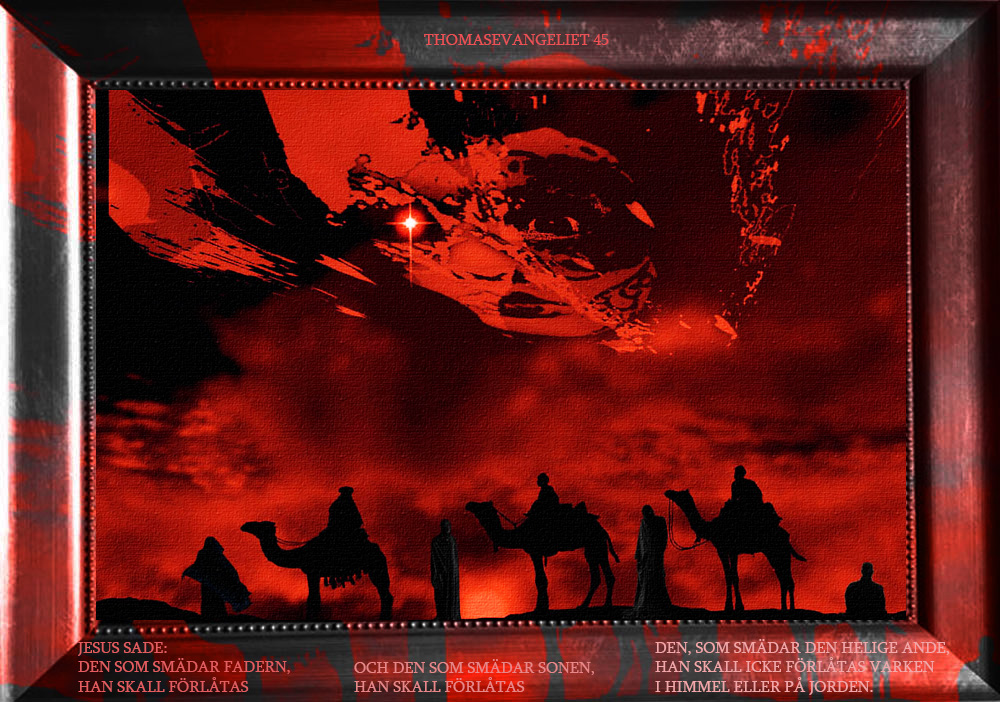 THOMASEVANGELIET 45
JESUS SADE:
DEN SOM SMÄDAR FADERN,
HAN SKALL FÖRLÅTAS
OCH DEN SOM SMÄDAR SONEN,
HAN SKALL FÖRLÅTAS
DEN, SOM SMÄDAR DEN HELIGE ANDE,
HAN SKALL ICKE FÖRLÅTAS VARKEN
I HIMMEL ELLER PÅ JORDEN.